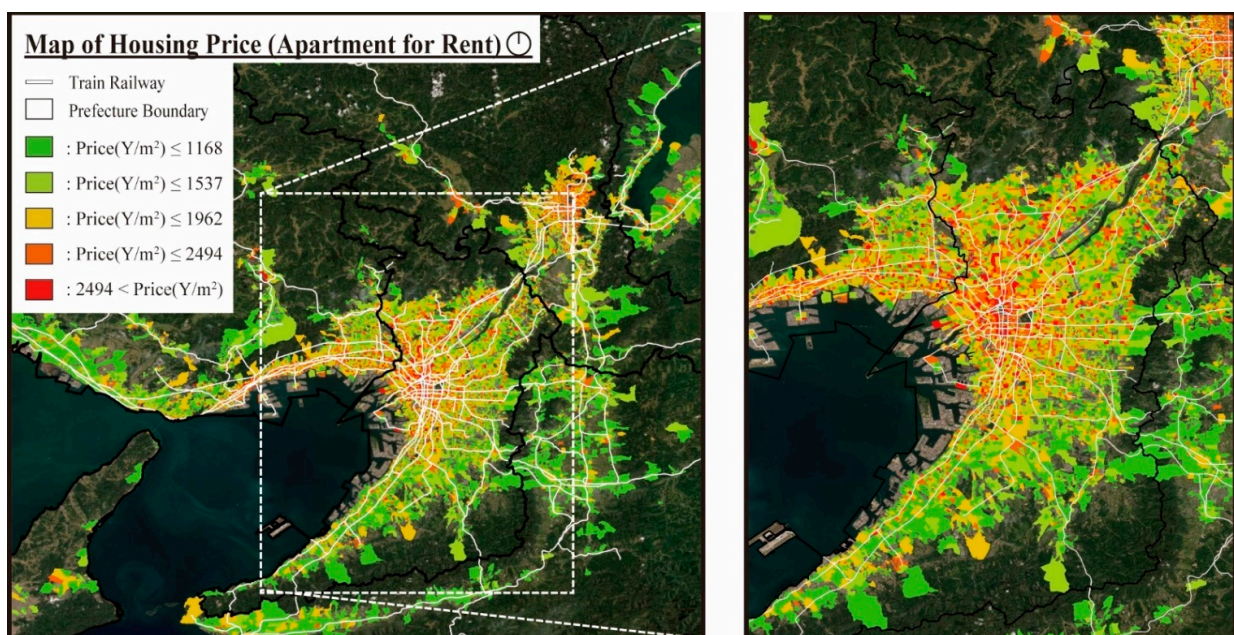 Map of Housing Price (Apartment for Rent)
Train Railway
Prefecture Boundary
: Price(Y/m²) ≤ 1168
: Price(Y/m²) ≤ 1537
: Price(Y/m²) ≤ 1962
: Price(Y/m²) ≤ 2494
: 2494 < Price(Y/m²)